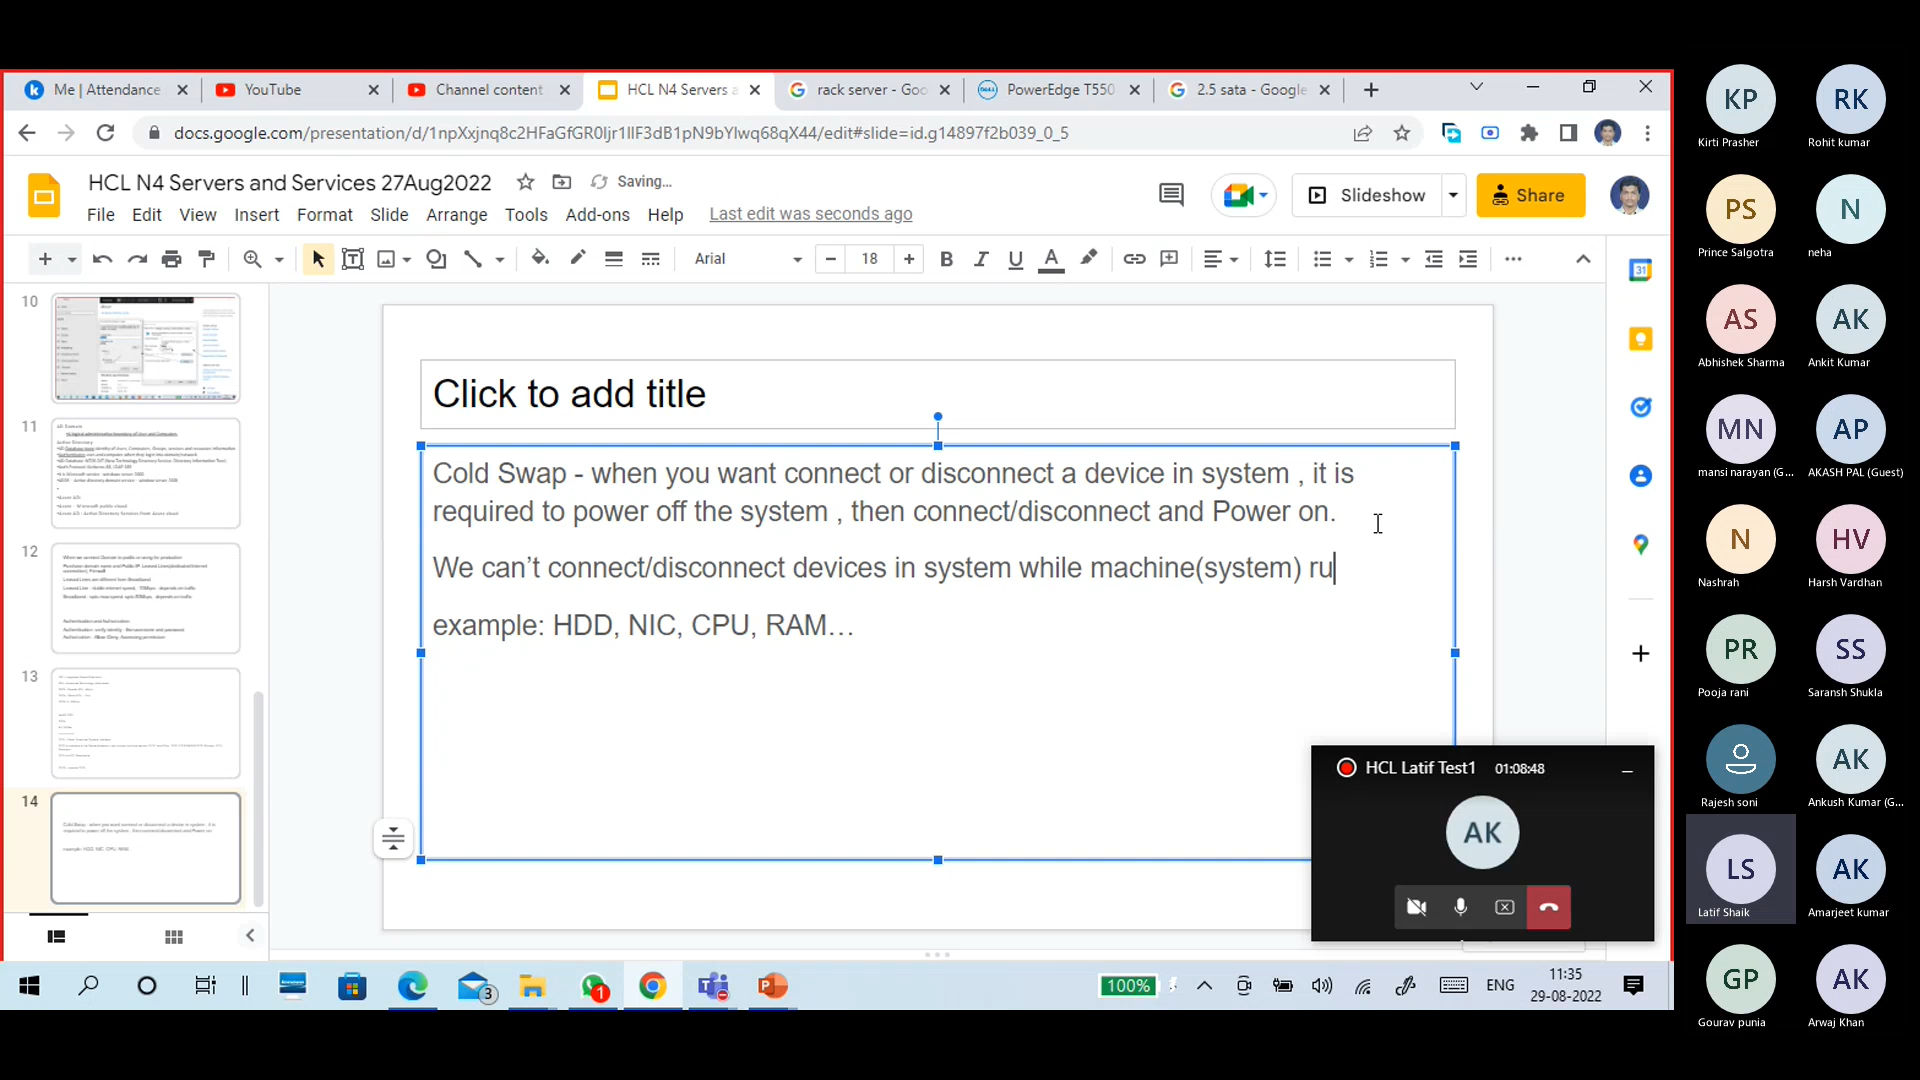 Me | Attendance
YouTube
Channel content
HCL N4 Servers a
rack server - Goo
PowerEdge T550
2.5 sata - Google
docs.google.com/presentation/d/1npXxjnq8c2HFaGfGR0Ijr1IlF3dB1pN9bYlwq68qX44/edit#slide=id.g14897f2b039_0_5
HCL N4 Servers and Services 27Aug2022
Saving...
File Edit View Insert Format Slide Arrange Tools Add-ons Help
Last edit was seconds ago
Slideshow
Share
Arial
18
10
11
12
13
14
Click to add title
Cold Swap - when you want connect or disconnect a device in system , it is
required to power off the system , then connect/disconnect and Power on.
We can't connect/disconnect devices in system while machine(system) ru
example: HDD, NIC, CPU, RAM...
HCL Latif Test1 01:08:48
AK
KP
Kirti Prasher
RK
Rohit kumar
PS
Prince Salgotra
N
neha
AS
Abhishek Sharma
AK
Ankit Kumar
MN
mansi narayan (G...
AP
AKASH PAL (Guest)
N
Nashrah
HV
Harsh Vardhan
PR
Pooja rani
SS
Saransh Shukla
Rajesh soni
AK
Ankush Kumar (G...
LS
Latif Shaik
AK
Amarjeet kumar
GP
Gourav punia
AK
Arwaj Khan
3
1
100%
ENG
11:35
29-08-2022